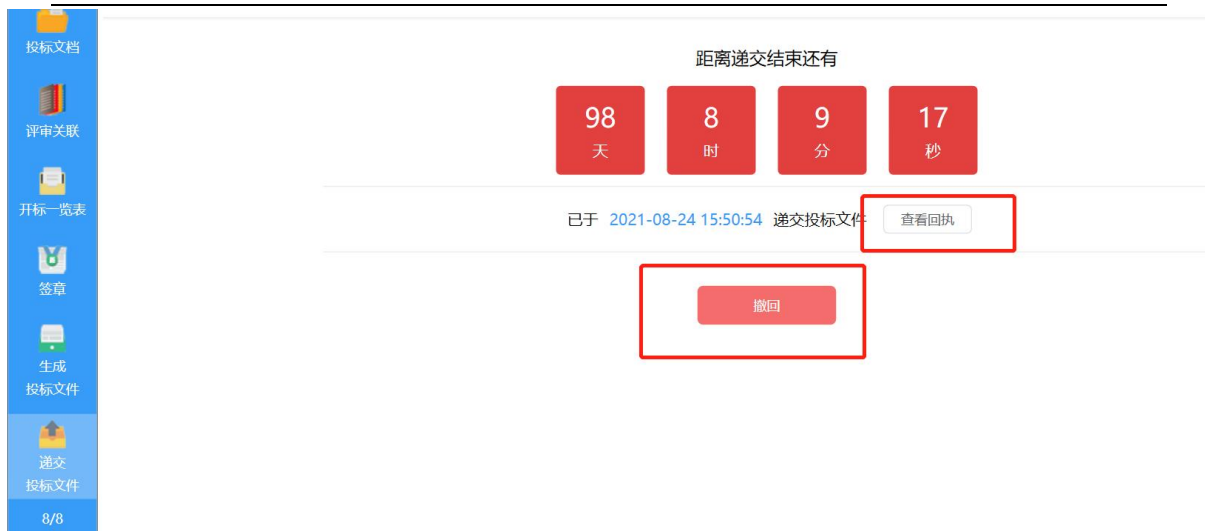 投标文档
评审关联
开标一览表
签章
生成
投标文件
递交
投标文件
8/8
距离递交结束还有
98 8 9 17
天 时 分 秒
已于 2021-08-24 15:50:54 递交投标文件 查看回执
撤回